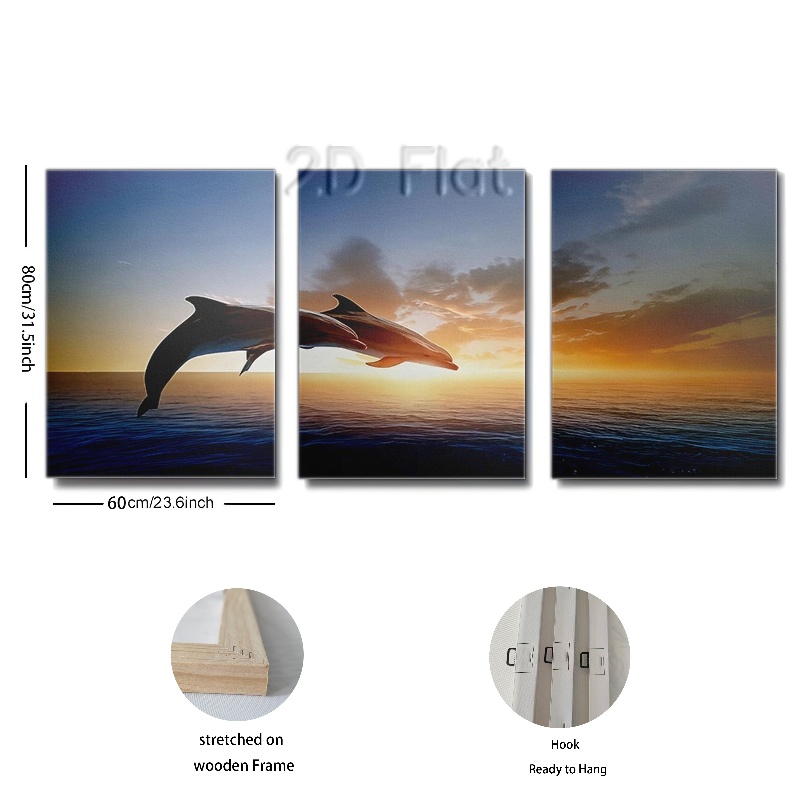 2D Flat
80cm/31.5inch
60cm/23.6inch
stretched on
wooden Frame
Hook
Ready to Hang